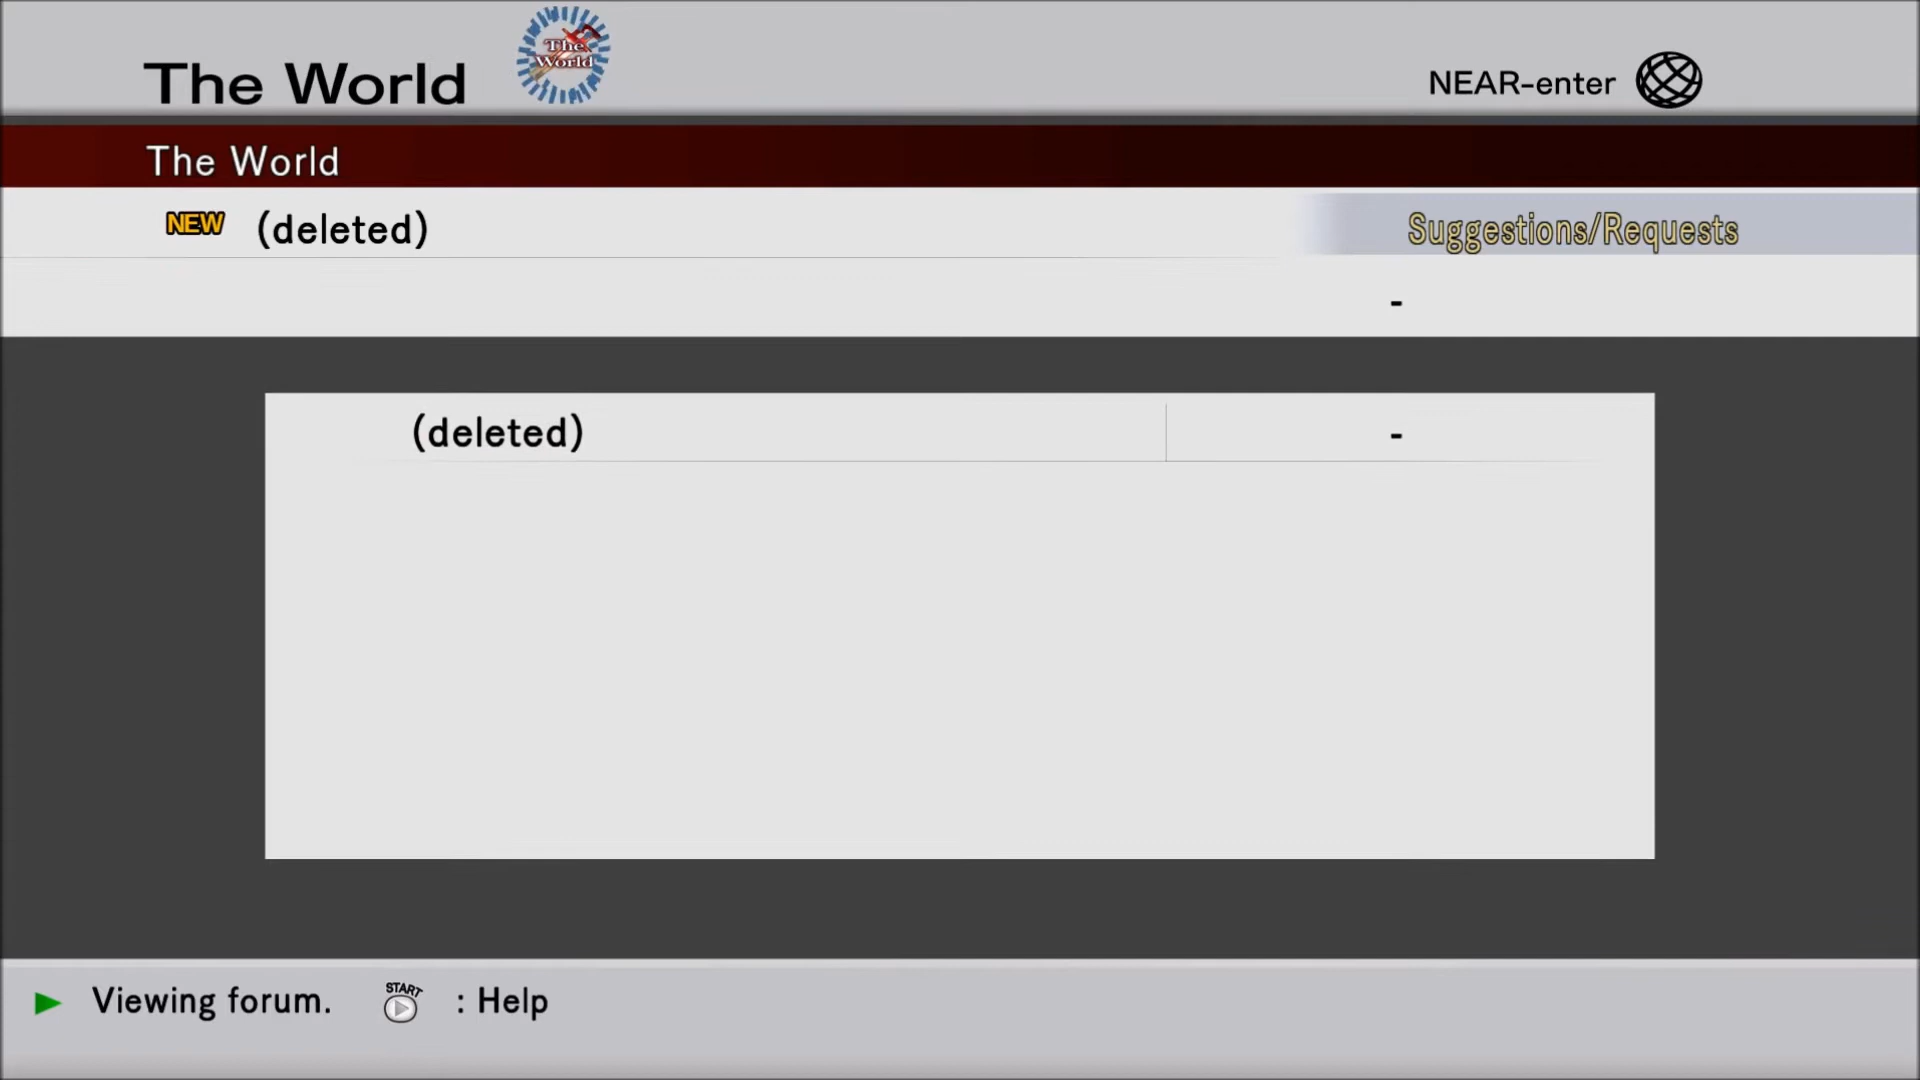 The World
The
World
NEAR-enter
The World
NEW (deleted) Suggestions/Requests
-
(deleted) -
Viewing forum. START : Help